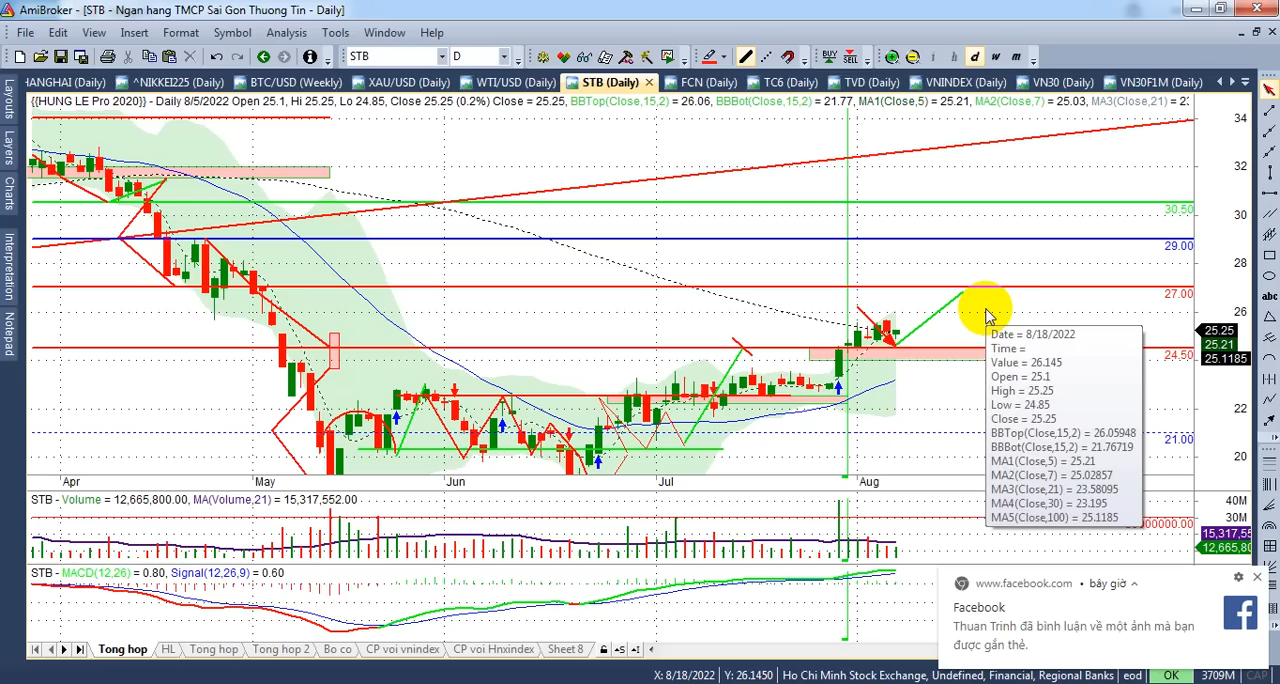 AmiBroker - [STB - Ngan hang TMCP Sai Gon Thuong Tin - Daily]
File Edit View Insert Format Symbol Analysis Tools Window Help
STB D BUY SELL i h d w m
HANGHAI (Daily) ^NIKKEI225 (Daily) BTC/USD (Weekly) XAU/USD (Daily) WTI/USD (Daily) STB (Daily) FCN (Daily) TC6 (Daily) TVD (Daily) VNINDEX (Daily) VN30 (Daily) VN30F1M (Daily)
Layouts
Layers
Charts
Interpretation
Notepad
{{HUNG LE Pro 2020}} - Daily 8/5/2022 Open 25.1, Hi 25.25, Lo 24.85, Close 25.25 (0.2%) Close = 25.25, BBTop(Close,15,2) = 26.06, BBBot(Close,15,2) = 21.77, MA1(Close,5) = 25.21, MA2(Close,7) = 25.03, MA3(Close,21) = 23
34
32
30.50
30
29.00
28
27.00
26
25.25
25.21
25.1185
24.50
22
21.00
20
abc
Date = 8/18/2022
Time =
Value = 26.145
Open = 25.1
High = 25.25
Low = 24.85
Close = 25.25
BBTop(Close,15,2) = 26.05948
BBBot(Close,15,2) = 21.76719
MA1(Close,5) = 25.21
MA2(Close,7) = 25.02857
MA3(Close,21) = 23.58095
MA4(Close,30) = 23.195
MA5(Close,100) = 25.1185
Apr May Jun Jul Aug
STB - Volume = 12,665,800.00, MA(Volume,21) = 15,317,552.00
40M
30M
15,317,55
12,665,80
STB - MACD(12,26) = 0.80, Signal(12,26,9) = 0.60
www.facebook.com • bây giờ
Facebook
Thuan Trinh đã bình luận về một ảnh mà bạn
được gắn thẻ.
Tong hop HL Tong hop Tong hop 2 Bo co CP voi vnindex CP voi Hnxindex Sheet 8
X: 8/18/2022 Y: 26.1450 Ho Chi Minh Stock Exchange, Undefined, Financial, Regional Banks eod OK 3709M CAP